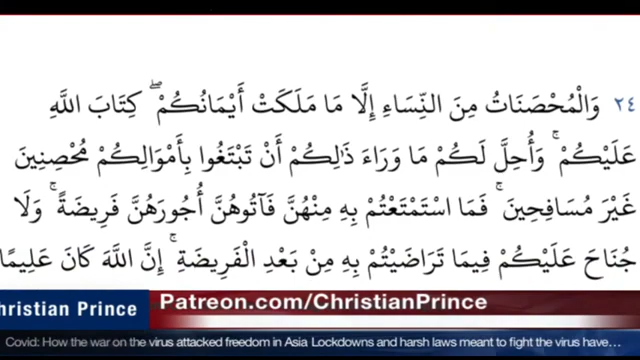 ٢٤ وَالْمُحْصَنَاتُ مِنَ النِّسَاءِ إِلَّا مَا مَلَكَتْ أَيْمَانُكُمْ ۖ كِتَابَ اللَّهِ
عَلَيْكُمْ ۚ وَأُحِلَّ لَكُمْ مَا وَرَاءَ ذَٰلِكُمْ أَنْ تَبْتَغُوا بِأَمْوَالِكُمْ مُحْصِنِينَ
غَيْرَ مُسَافِحِينَ ۚ فَمَا اسْتَمْتَعْتُمْ بِهِ مِنْهُنَّ فَآتُوهُنَّ أُجُورَهُنَّ فَرِيضَةً ۚ وَلَا
جُنَاحَ عَلَيْكُمْ فِيمَا تَرَاضَيْتُمْ بِهِ مِنْ بَعْدِ الْفَرِيضَةِ ۚ إِنَّ اللَّهَ كَانَ عَلِيمًا
hristian Prince
Patreon.com/ChristianPrince
Covid: How the war on the virus attacked freedom in Asia Lockdowns and harsh laws meant to fight the virus have…